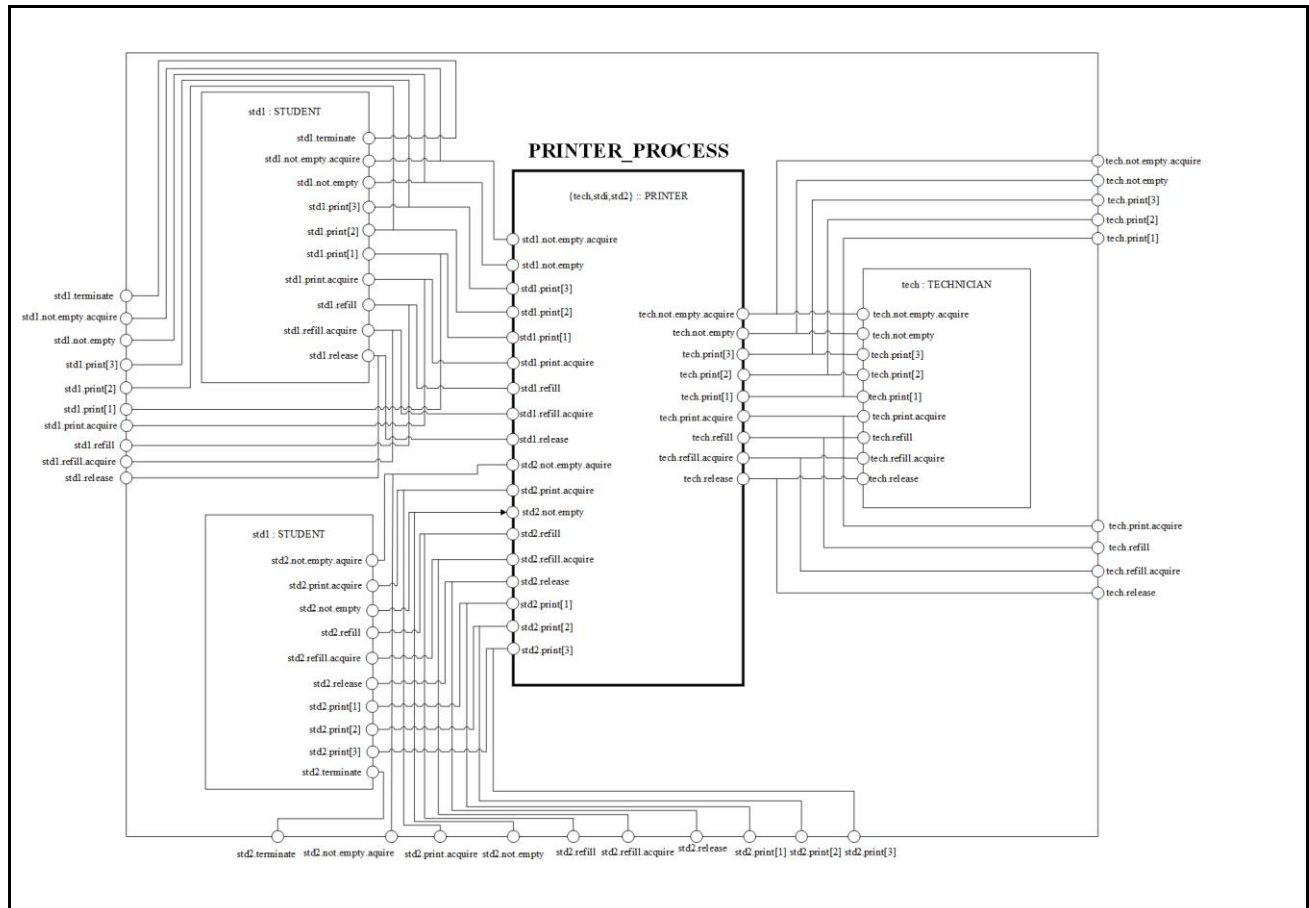 std1 : STUDENT
std1.terminate
std1.not.empty.acquire
std1.not.empty
std1.print[3]
std1.print[2]
std1.print[1]
std1.print.acquire
std1.refill
std1.refill.acquire
std1.release
std1.terminate
std1.not.empty.acquire
std1.not.empty
std1.print[3]
std1.print[2]
std1.print[1]
std1.print.acquire
std1.refill
std1.refill.acquire
std1.release
PRINTER_PROCESS
{tech,stdi,std2} :: PRINTER
std1.not.empty.acquire
std1.not.empty
std1.print[3]
std1.print[2]
std1.print[1]
std1.print.acquire
std1.refill
std1.refill.acquire
std1.release
std2.not.empty.aquire
std2.print.acquire
std2.not.empty
std2.refill
std2.refill.acquire
std2.release
std2.print[1]
std2.print[2]
std2.print[3]
tech.not.empty.acquire
tech.not.empty
tech.print[3]
tech.print[2]
tech.print[1]
tech.print.acquire
tech.refill
tech.refill.acquire
tech.release
tech.not.empty.acquire
tech.not.empty
tech.print[3]
tech.print[2]
tech.print[1]
tech : TECHNICIAN
tech.not.empty.acquire
tech.not.empty
tech.print[3]
tech.print[2]
tech.print[1]
tech.print.acquire
tech.refill
tech.refill.acquire
tech.release
tech.print.acquire
tech.refill
tech.refill.acquire
tech.release
std1 : STUDENT
std2.not.empty.aquire
std2.print.acquire
std2.not.empty
std2.refill
std2.refill.acquire
std2.release
std2.print[1]
std2.print[2]
std2.print[3]
std2.terminate
std2.terminate
std2.not.empty.aquire
std2.print.acquire
std2.not.empty
std2.refill
std2.refill.acquire
std2.release
std2.print[1]
std2.print[2]
std2.print[3]